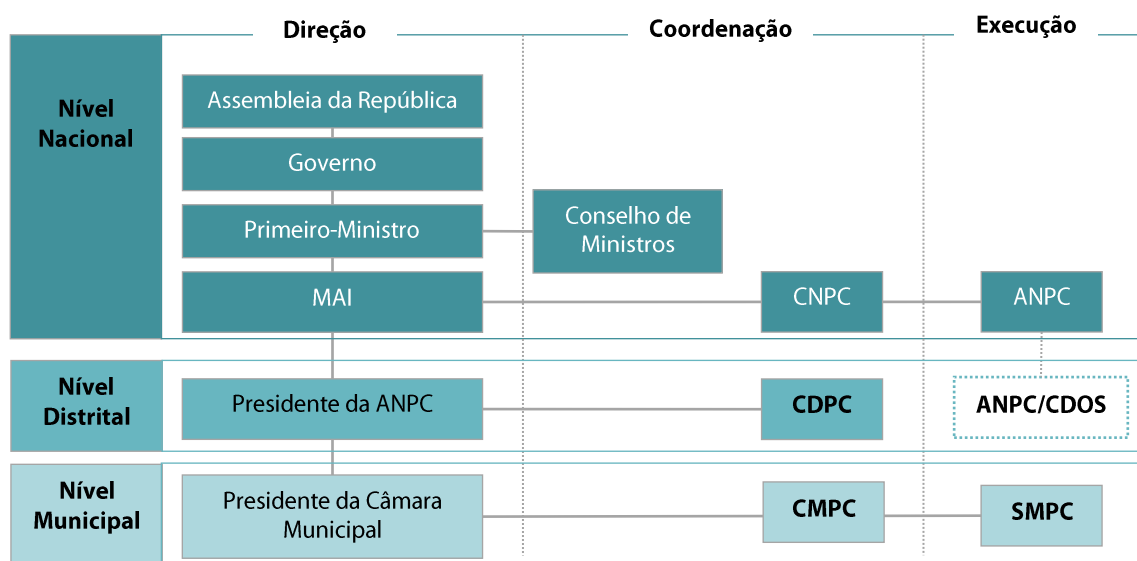 Direção
Coordenação
Execução
Nível
Nacional
Assembleia da República
Governo
Primeiro-Ministro
Conselho de
Ministros
MAI
CNPC
ANPC
Nível
Distrital
Presidente da ANPC
CDPC
ANPC/CDOS
Nível
Municipal
Presidente da Câmara
Municipal
CMPC
SMPC